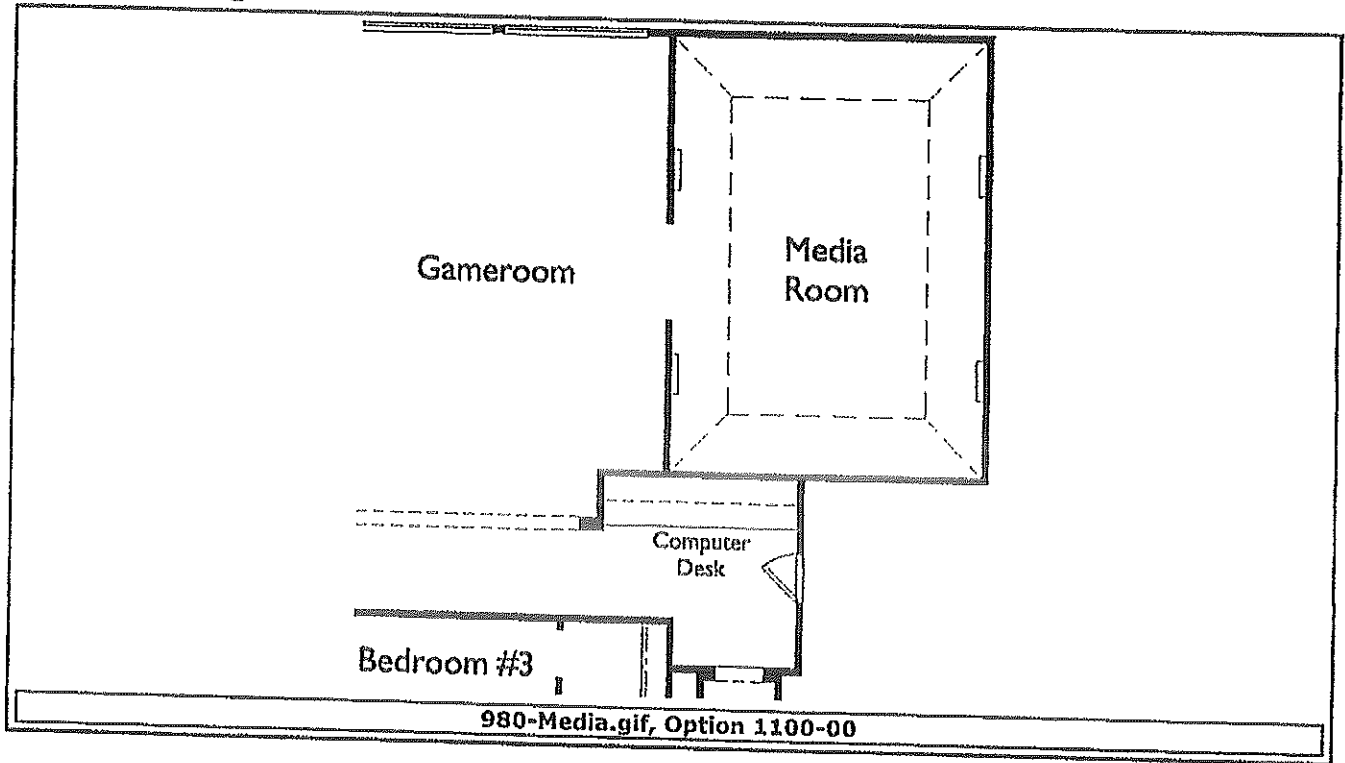 Gameroom
Media
Room
Computer
Desk
Bedroom #3
980-Media.gif, Option 1100-00